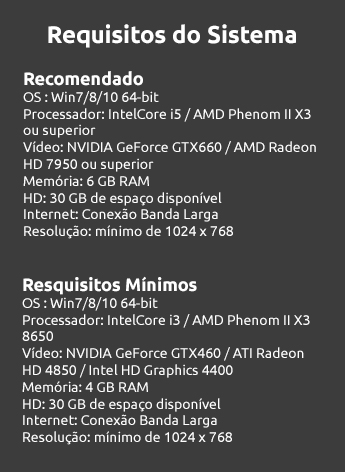 Requisitos do Sistema
Recomendado
OS : Win7/8/10 64-bit
Processador: IntelCore i5 / AMD Phenom II X3
ou superior
Vídeo: NVIDIA GeForce GTX660 / AMD Radeon
HD 7950 ou superior
Memória: 6 GB RAM
HD: 30 GB de espaço disponível
Internet: Conexão Banda Larga
Resolução: mínimo de 1024 x 768
Resquisitos Mínimos
OS : Win7/8/10 64-bit
Processador: IntelCore i3 / AMD Phenom II X3
8650
Vídeo: NVIDIA GeForce GTX460 / ATI Radeon
HD 4850 / Intel HD Graphics 4400
Memória: 4 GB RAM
HD: 30 GB de espaço disponível
Internet: Conexão Banda Larga
Resolução: mínimo de 1024 x 768